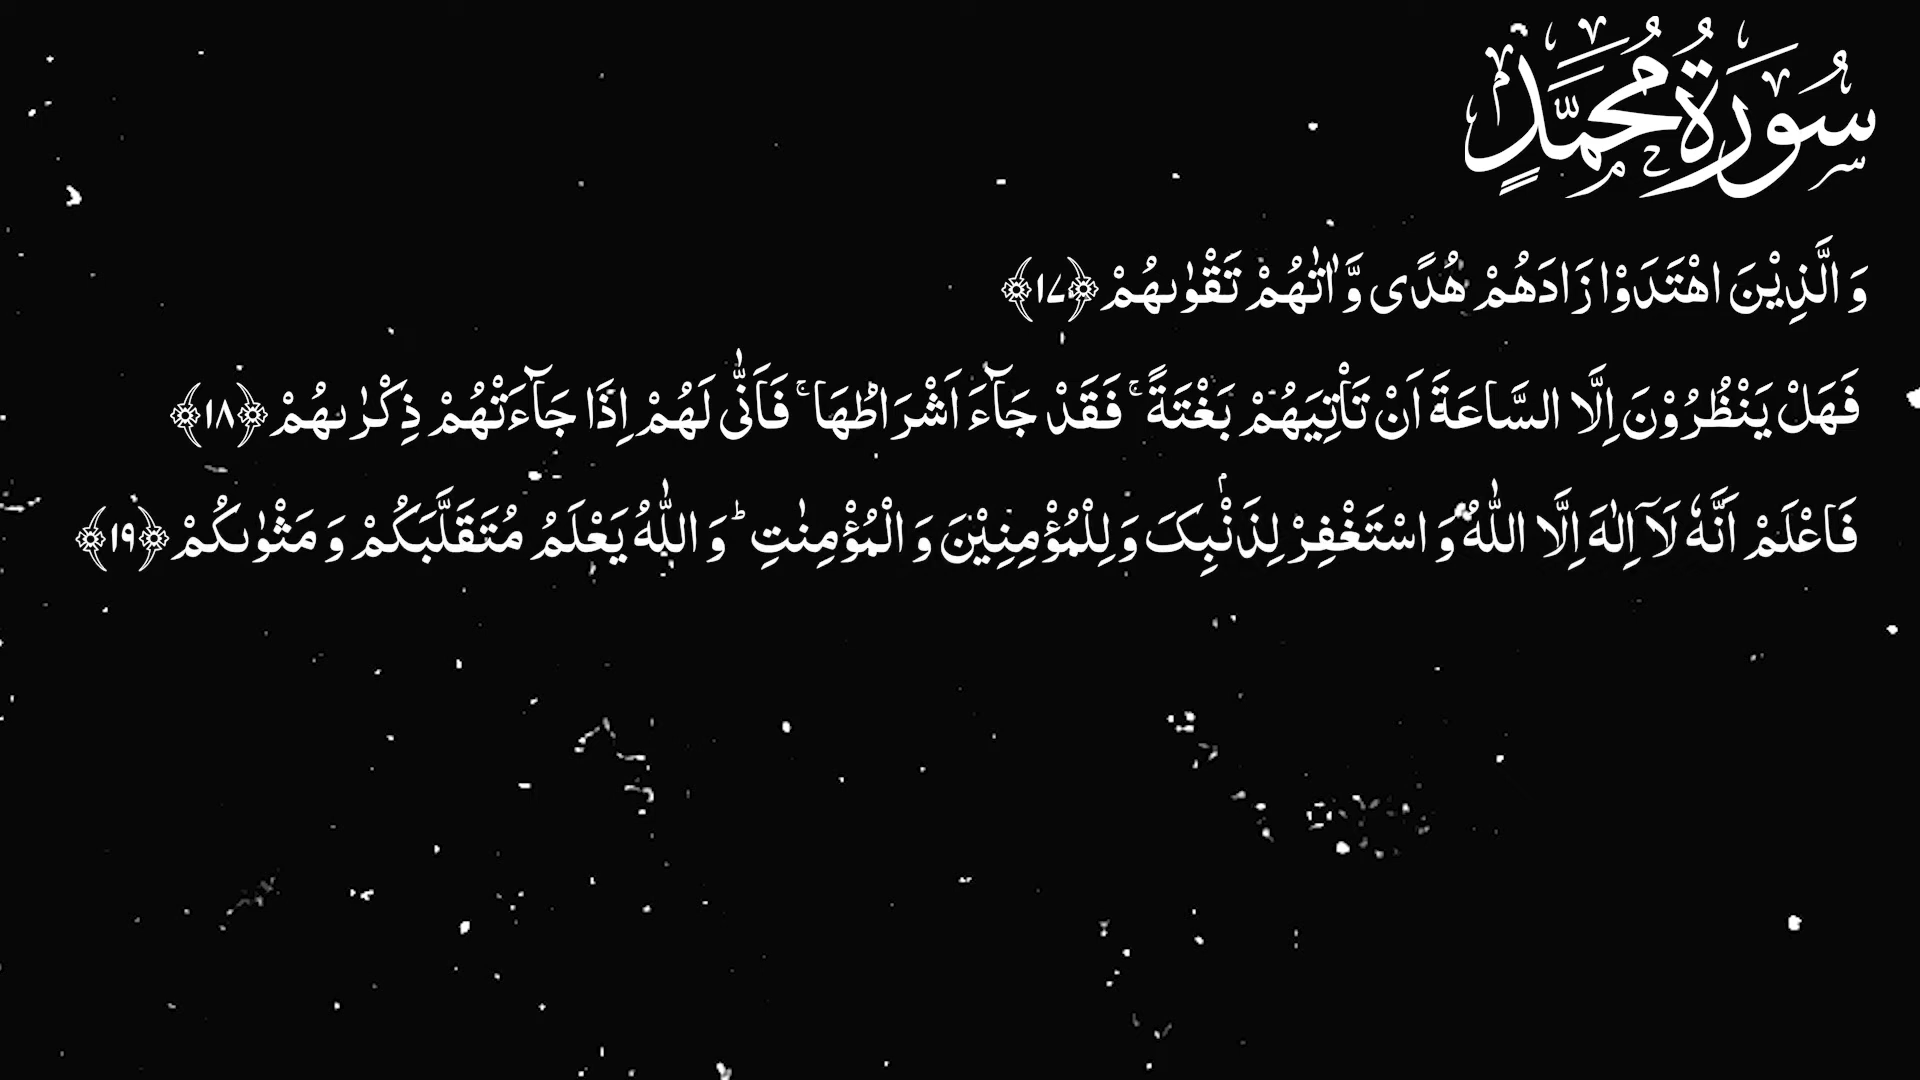 سُورَةُ مُحَمَّدٍ
وَ الَّذِیْنَ اهْتَدَوْا زَادَهُمْ هُدًی وَّ اٰتٰىهُمْ تَقْوٰىهُمْ ﴿۱۷﴾
فَهَلْ یَنْظُرُوْنَ اِلَّا السَّاعَةَ اَنْ تَاْتِیَهُمْ بَغْتَةً ۚ فَقَدْ جَآءَ اَشْرَاطُهَا ۚ فَاَنّٰی لَهُمْ اِذَا جَآءَتْهُمْ ذِكْرٰىهُمْ ﴿۱۸﴾
فَاعْلَمْ اَنَّهٗ لَاۤ اِلٰهَ اِلَّا اللّٰهُ وَ اسْتَغْفِرْ لِذَنْۢبِکَ وَ لِلْمُؤْمِنِیْنَ وَ الْمُؤْمِنٰتِ ؕ وَ اللّٰهُ یَعْلَمُ مُتَقَلَّبَكُمْ وَ مَثْوٰىكُمْ ﴿۱۹﴾